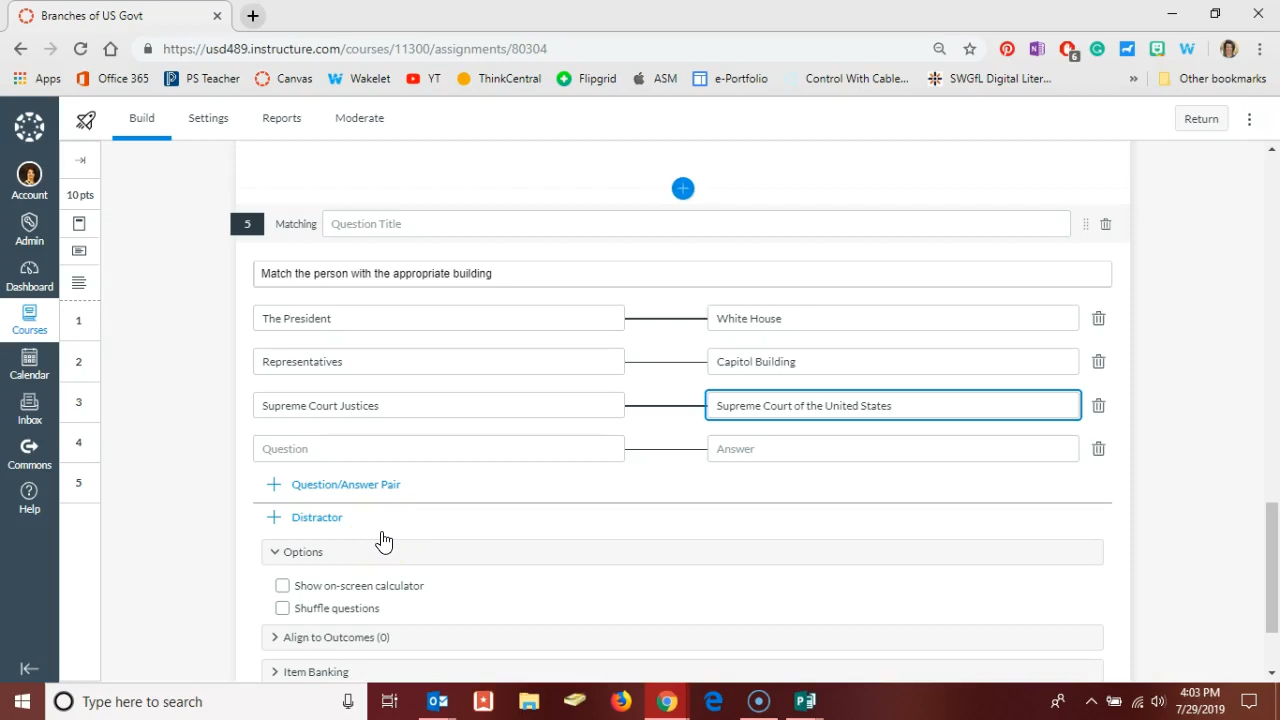 Branches of US Govt
https://usd489.instructure.com/courses/11300/assignments/80304
6
Apps Office 365 PS Teacher Canvas Wakelet YT ThinkCentral Flipgrid ASM e-Portfolio Control With Cable... SWGfL Digital Liter... » Other bookmarks
Build Settings Reports Moderate Return
Account
Admin
Dashboard
Courses
Calendar
Inbox
Commons
Help
10 pts
1
2
3
4
5
5 Matching Question Title
Match the person with the appropriate building
The President White House
Representatives Capitol Building
Supreme Court Justices Supreme Court of the United States
Question Answer
+ Question/Answer Pair
+ Distractor
Options
Show on-screen calculator
Shuffle questions
Align to Outcomes (0)
Item Banking
Type here to search
4:03 PM
7/29/2019